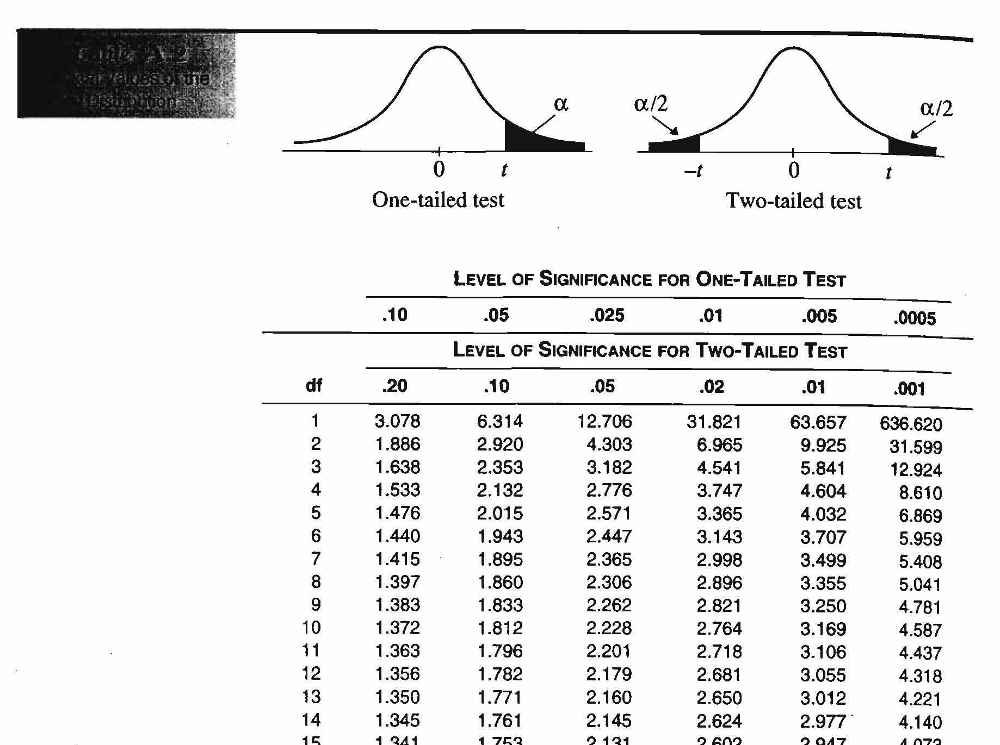 Table A.2
values of the
Distribution
α
α/2
α/2
0 t
–t 0 t
One-tailed test
Two-tailed test
LEVEL OF SIGNIFICANCE FOR ONE-TAILED TEST
.10 .05 .025 .01 .005 .0005
LEVEL OF SIGNIFICANCE FOR TWO-TAILED TEST
df .20 .10 .05 .02 .01 .001
1 3.078 6.314 12.706 31.821 63.657 636.620
2 1.886 2.920 4.303 6.965 9.925 31.599
3 1.638 2.353 3.182 4.541 5.841 12.924
4 1.533 2.132 2.776 3.747 4.604 8.610
5 1.476 2.015 2.571 3.365 4.032 6.869
6 1.440 1.943 2.447 3.143 3.707 5.959
7 1.415 1.895 2.365 2.998 3.499 5.408
8 1.397 1.860 2.306 2.896 3.355 5.041
9 1.383 1.833 2.262 2.821 3.250 4.781
10 1.372 1.812 2.228 2.764 3.169 4.587
11 1.363 1.796 2.201 2.718 3.106 4.437
12 1.356 1.782 2.179 2.681 3.055 4.318
13 1.350 1.771 2.160 2.650 3.012 4.221
14 1.345 1.761 2.145 2.624 2.977 4.140
15 1.341 1.753 2.131 2.602 2.947 4.073